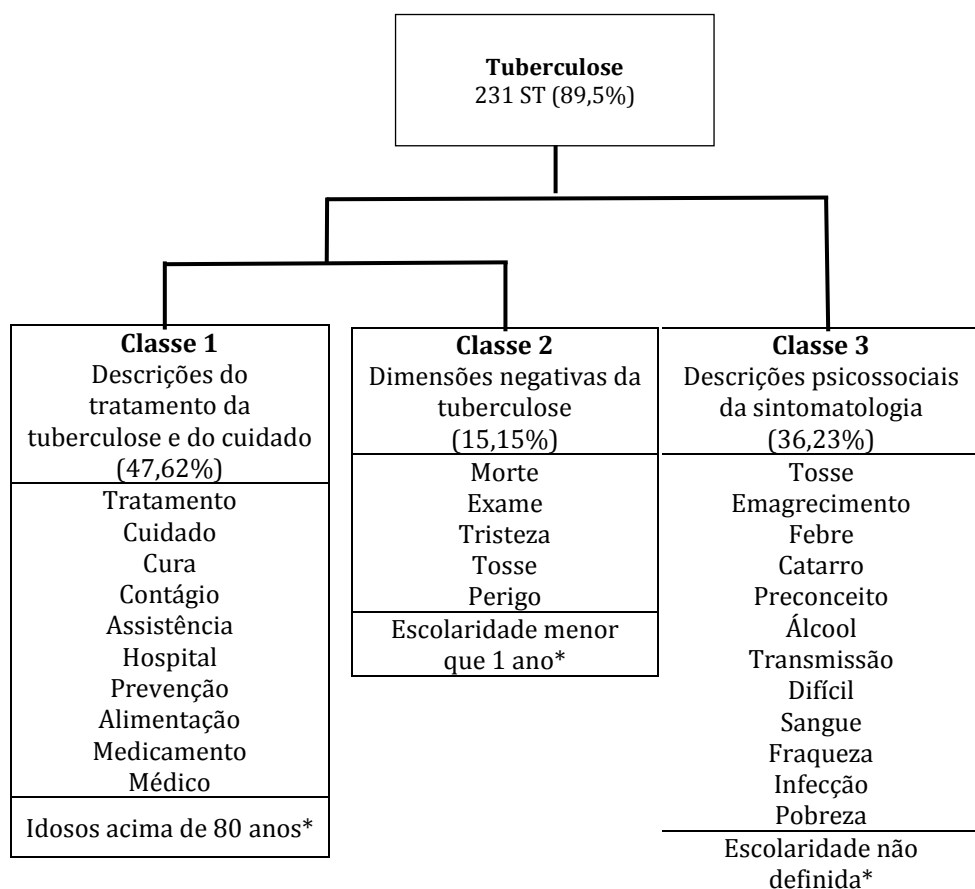 Tuberculose
231 ST (89,5%)
Classe 1
Descrições do
tratamento da
tuberculose e do cuidado
(47,62%)
Tratamento
Cuidado
Cura
Contágio
Assistência
Hospital
Prevenção
Alimentação
Medicamento
Médico
Idosos acima de 80 anos*
Classe 2
Dimensões negativas da
tuberculose
(15,15%)
Morte
Exame
Tristeza
Tosse
Perigo
Escolaridade menor
que 1 ano*
Classe 3
Descrições psicossociais
da sintomatologia
(36,23%)
Tosse
Emagrecimento
Febre
Catarro
Preconceito
Álcool
Transmissão
Difícil
Sangue
Fraqueza
Infecção
Pobreza
Escolaridade não
definida*